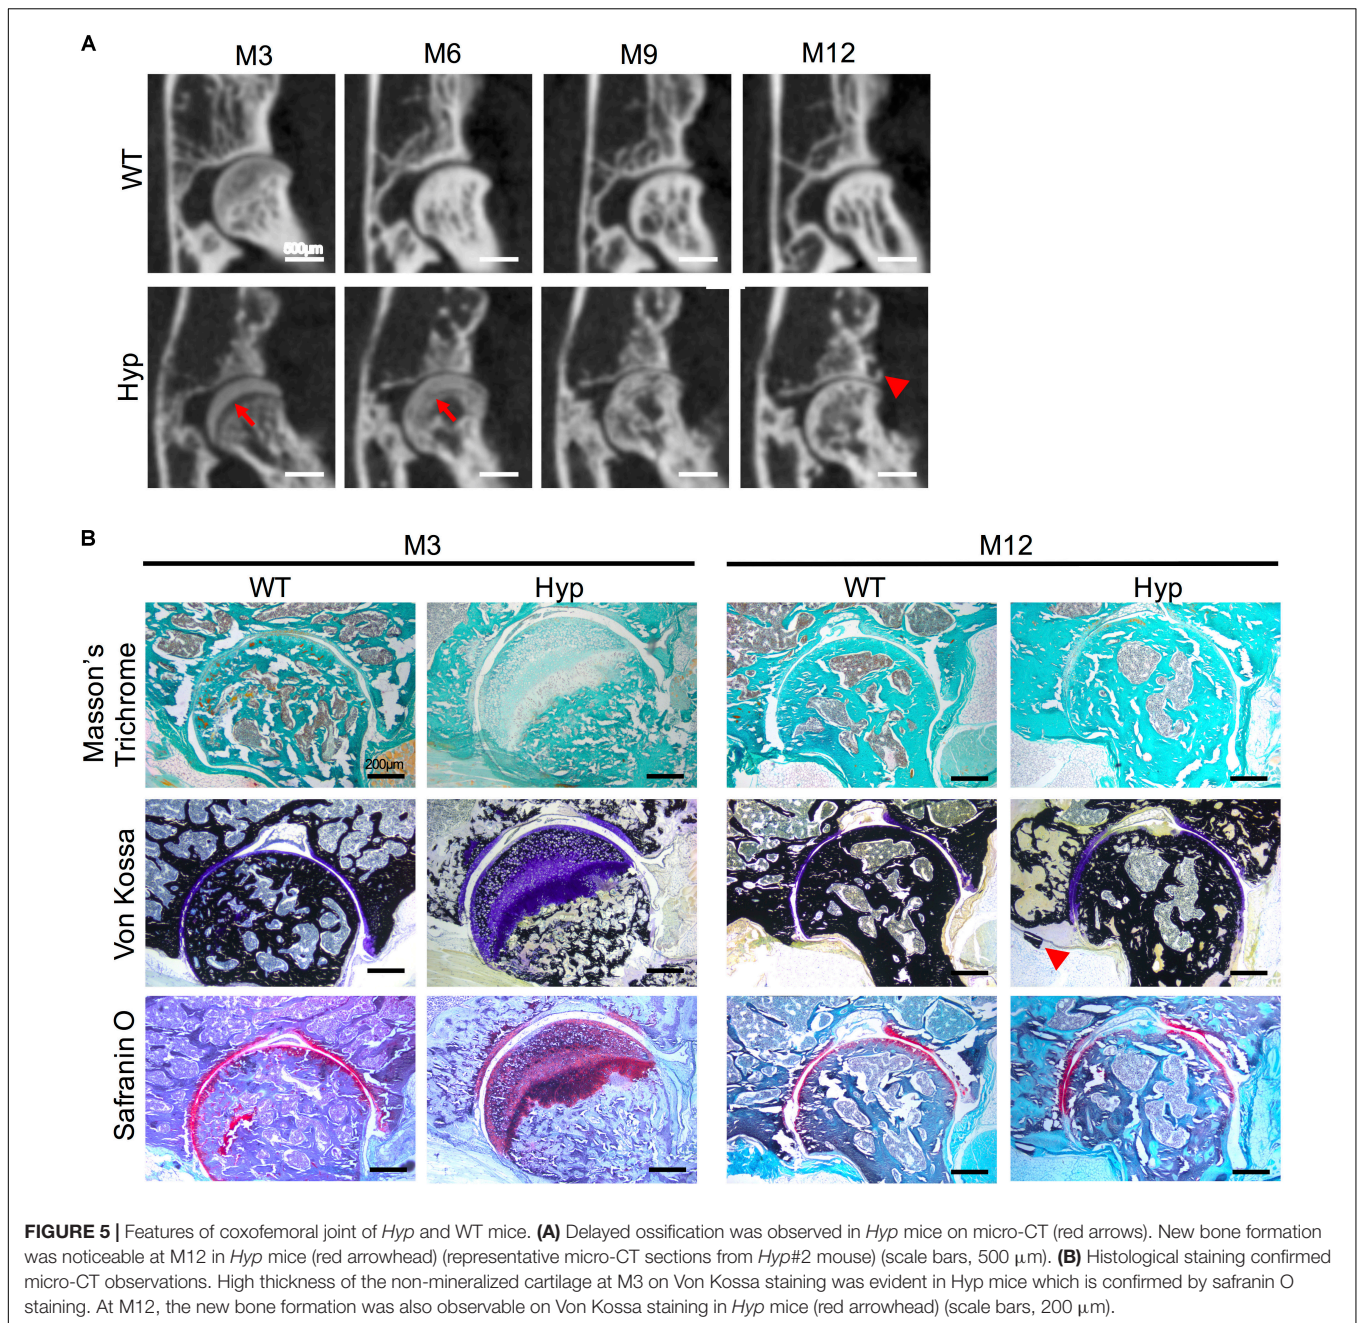 A
M3 M6 M9 M12
WT
500µm
Hyp
B
M3 M12
WT Hyp WT Hyp
Masson's
Trichrome
200µm
Von Kossa
Safranin O
FIGURE 5 | Features of coxofemoral joint of Hyp and WT mice. (A) Delayed ossification was observed in Hyp mice on micro-CT (red arrows). New bone formation
was noticeable at M12 in Hyp mice (red arrowhead) (representative micro-CT sections from Hyp#2 mouse) (scale bars, 500 µm). (B) Histological staining confirmed
micro-CT observations. High thickness of the non-mineralized cartilage at M3 on Von Kossa staining was evident in Hyp mice which is confirmed by safranin O
staining. At M12, the new bone formation was also observable on Von Kossa staining in Hyp mice (red arrowhead) (scale bars, 200 µm).